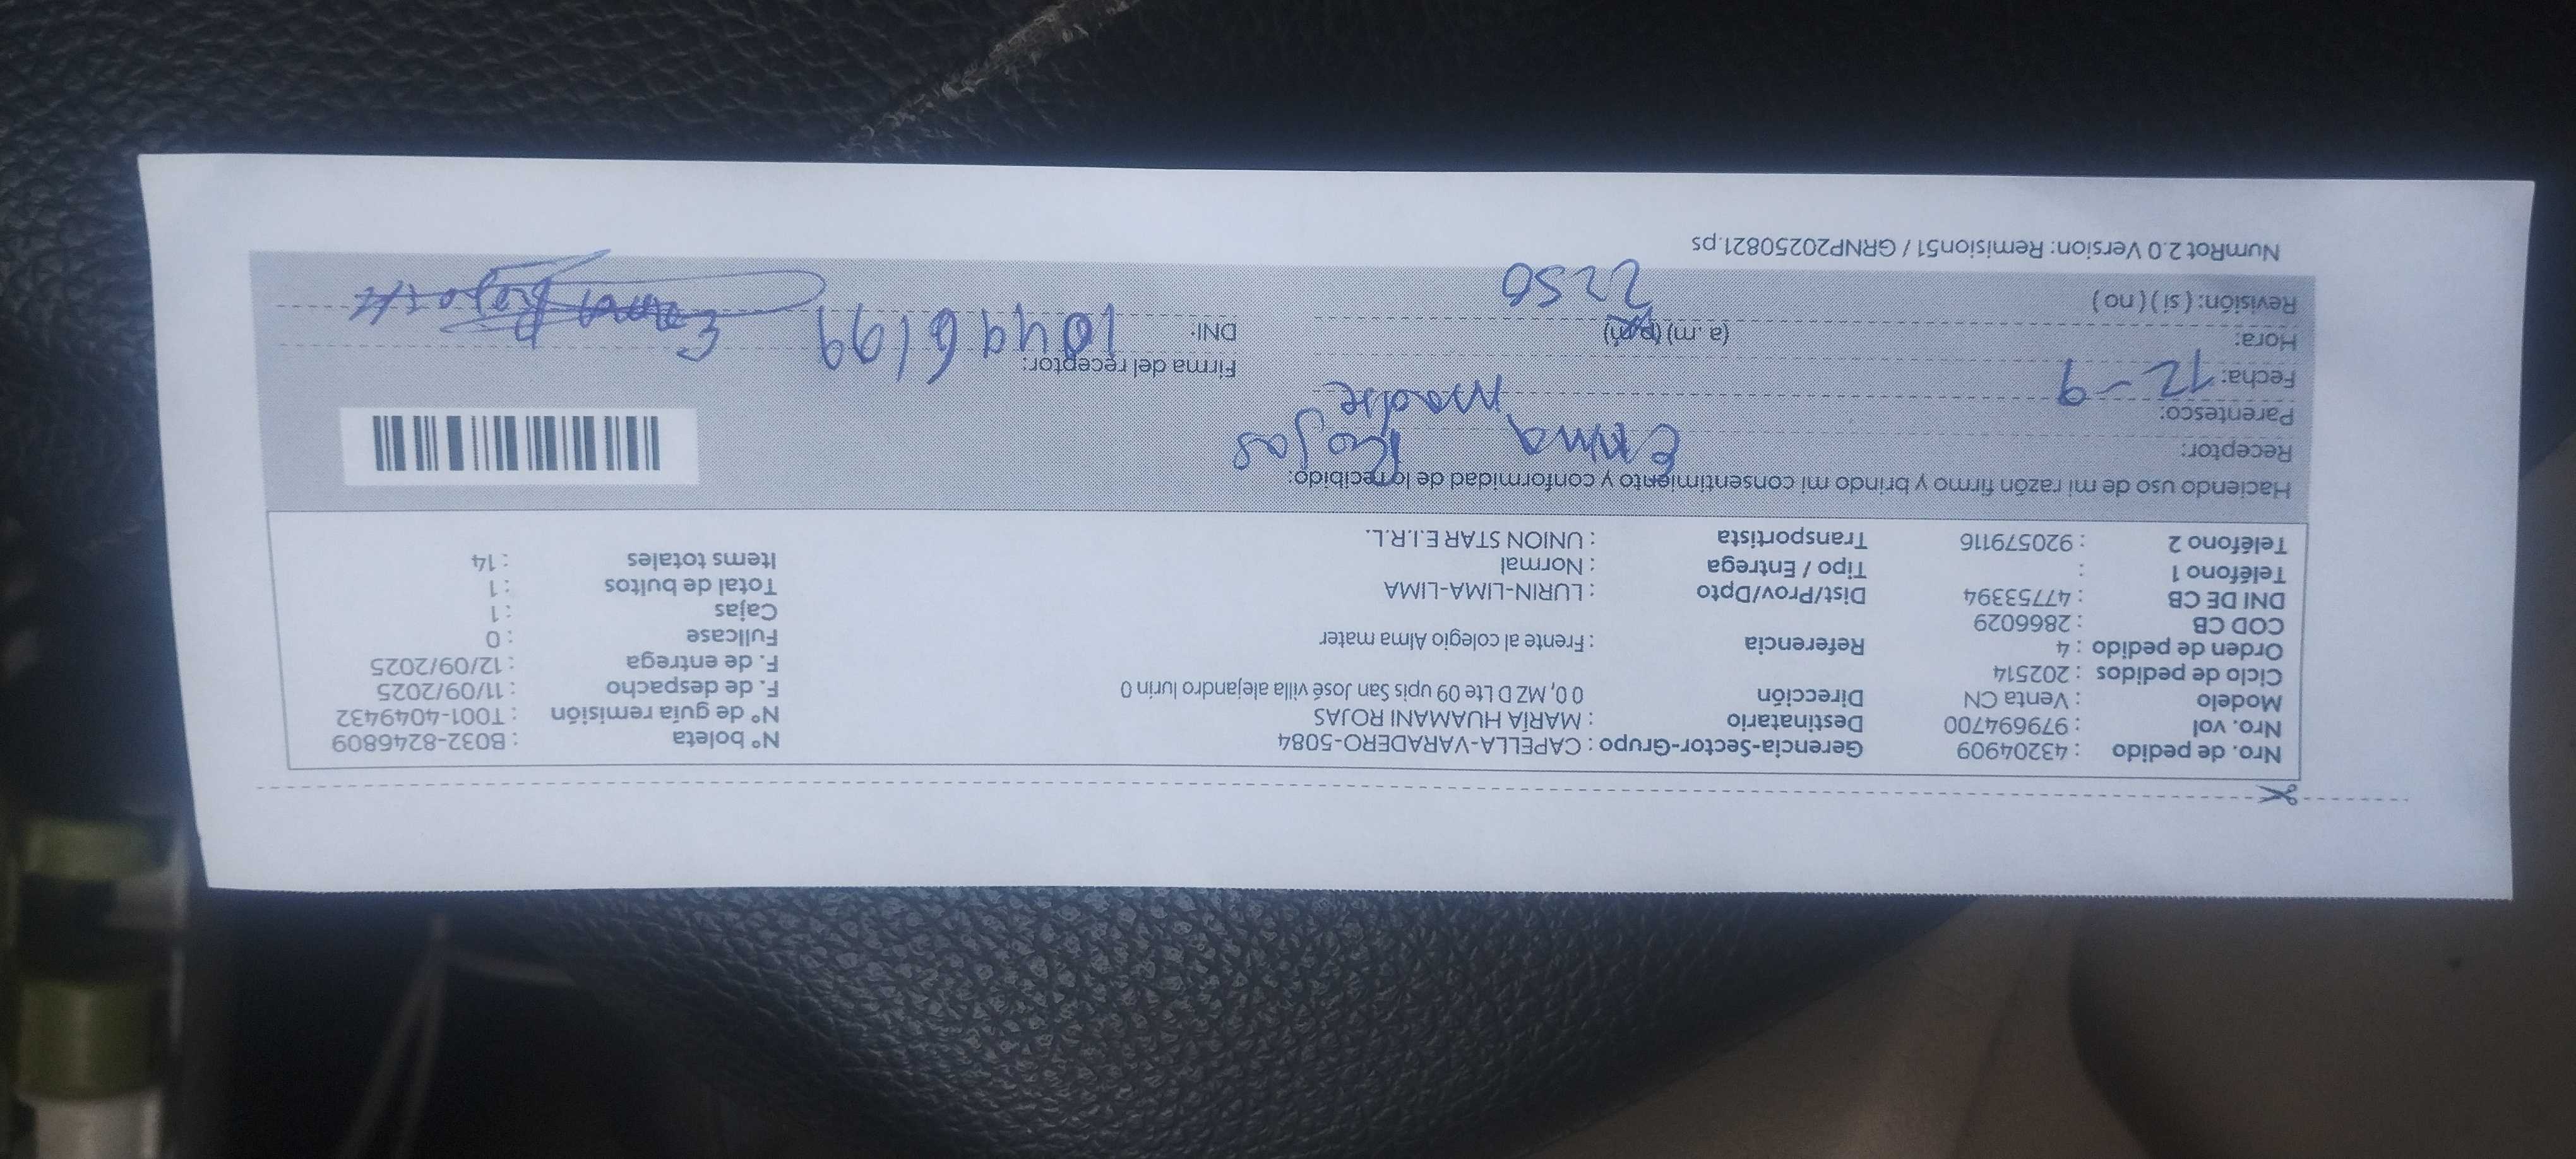 Nro. de pedido : 43204909 Gerencia-Sector-Grupo : CAPELLA-VARADERO-5084 N° boleta : B032-8246809
Nro. vol : 979694700 Destinatario : MARÍA HUAMANI ROJAS N° de guía remisión : T001-4049432
Modelo : Venta CN Dirección 0 0, MZ D Lte 09 upis San José villa alejandro lurin 0 F. de despacho : 11/09/2025
Ciclo de pedidos : 202514 F. de entrega : 12/09/2025
Orden de pedido : 4 Referencia : Frente al colegio Alma mater Fullcase : 0
COD CB : 2866029 Cajas : 1
DNI DE CB : 47753394 Dist/Prov/Dpto : LURIN-LIMA-LIMA Total de bultos : 1
Teléfono 1 : Tipo / Entrega : Normal Items totales : 14
Teléfono 2 : 920579116 Transportista : UNION STAR E.I.R.L.
Haciendo uso de mi razón firmo y brindo mi consentimiento y conformidad de lo recibido:
Receptor: Emma Rojas
Parentesco: madre
Fecha: 12-9 Firma del receptor:
Hora: (a. m) (p.m) DNI: 10496199
Revisión: ( si ) ( no ) 2250
NumRot 2.0 Version: Remision51 / GRNP20250821.ps